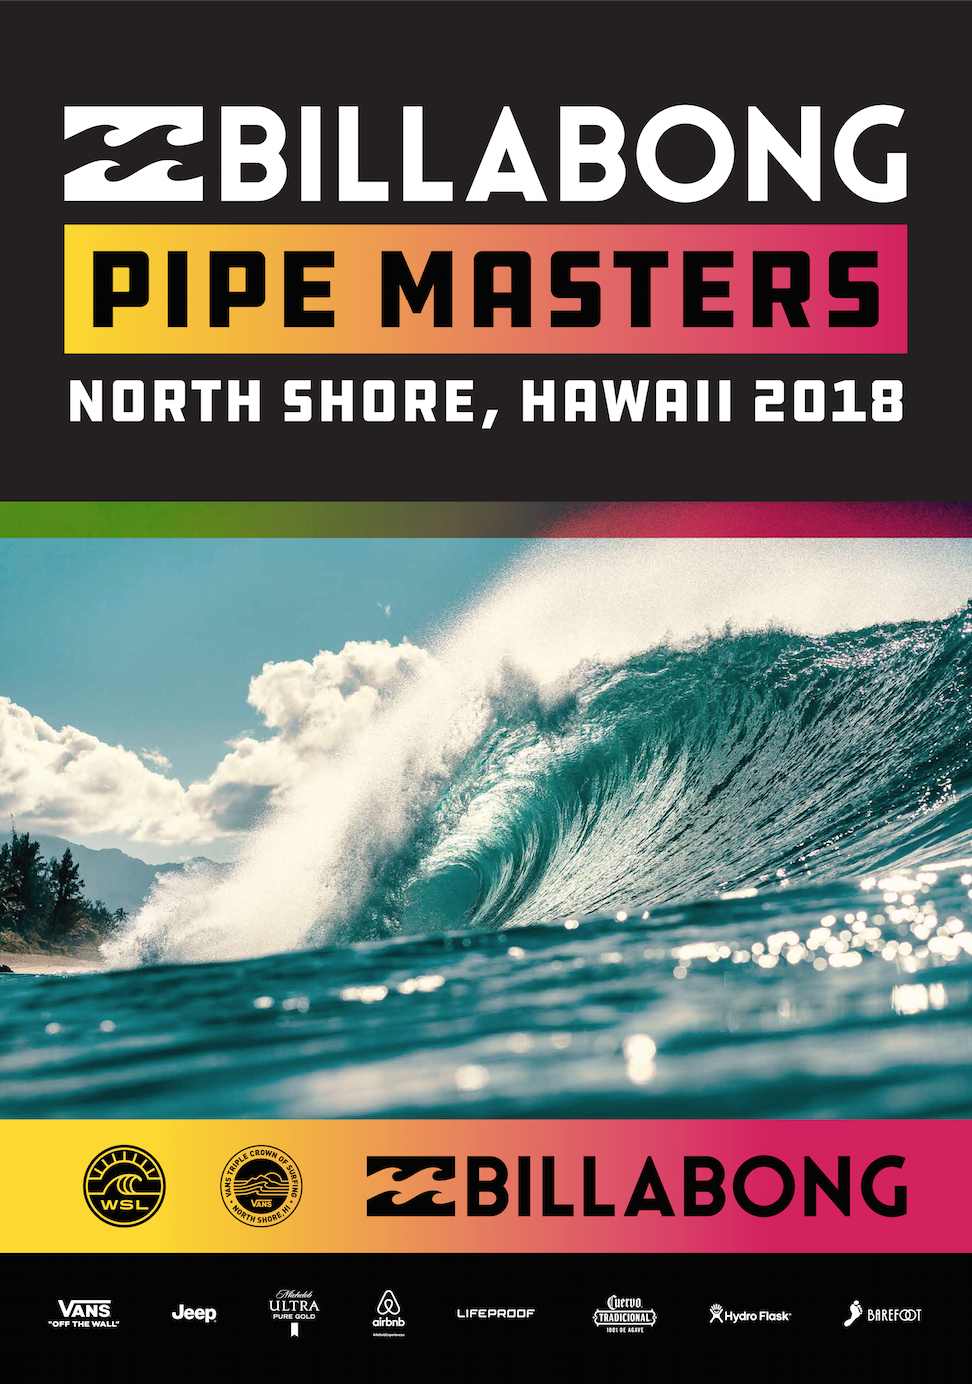 BILLABONG
PIPE MASTERS
NORTH SHORE, HAWAII 2018
WSL
VANS TRIPLE CROWN OF SURFING
VANS
NORTH SHORE, HI
BILLABONG
VANS
"OFF THE WALL"
Jeep
Michelob
ULTRA
PURE GOLD
airbnb
LIFEPROOF
Cuervo
TRADICIONAL
100% DE AGAVE
Hydro Flask
BAREFOOT